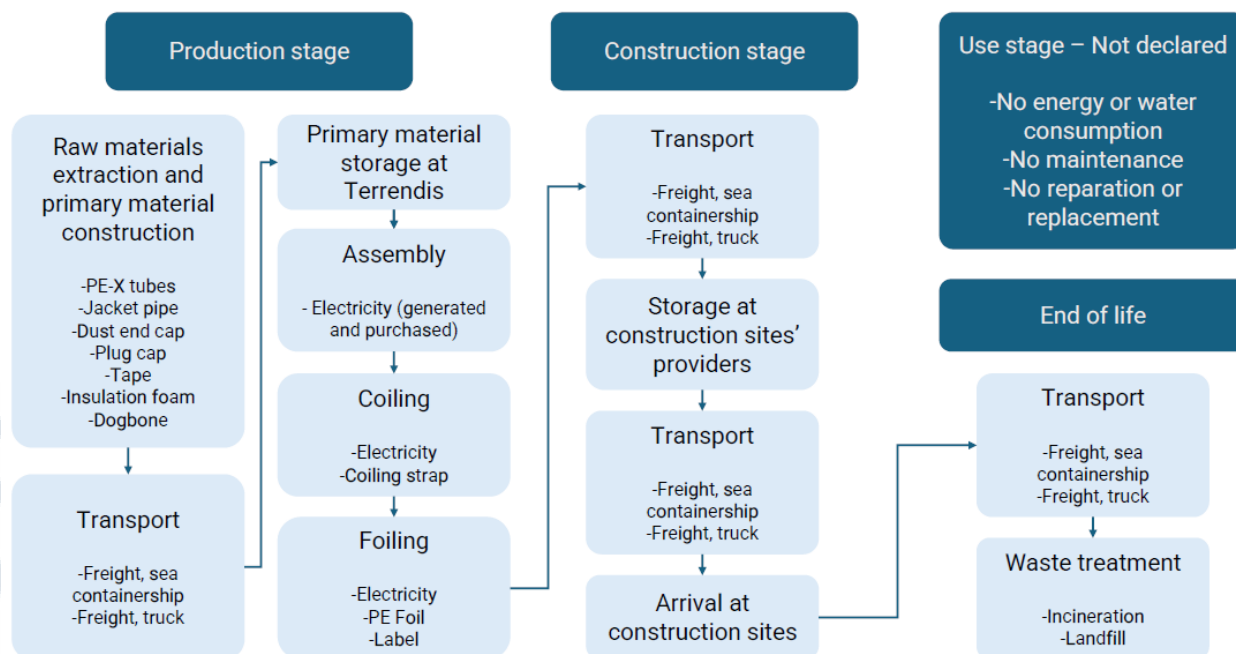 Production stage
Raw materials
extraction and
primary material
construction
-PE-X tubes
-Jacket pipe
-Dust end cap
-Plug cap
-Tape
-Insulation foam
-Dogbone
Transport
-Freight, sea
containership
-Freight, truck
Primary material
storage at
Terrendis
Assembly
- Electricity (generated
and purchased)
Coiling
-Electricity
-Coiling strap
Foiling
-Electricity
-PE Foil
-Label
Construction stage
Transport
-Freight, sea
containership
-Freight, truck
Storage at
construction sites'
providers
Transport
-Freight, sea
containership
-Freight, truck
Arrival at
construction sites
Use stage – Not declared
-No energy or water
consumption
-No maintenance
-No reparation or
replacement
End of life
Transport
-Freight, sea
containership
-Freight, truck
Waste treatment
-Incineration
-Landfill